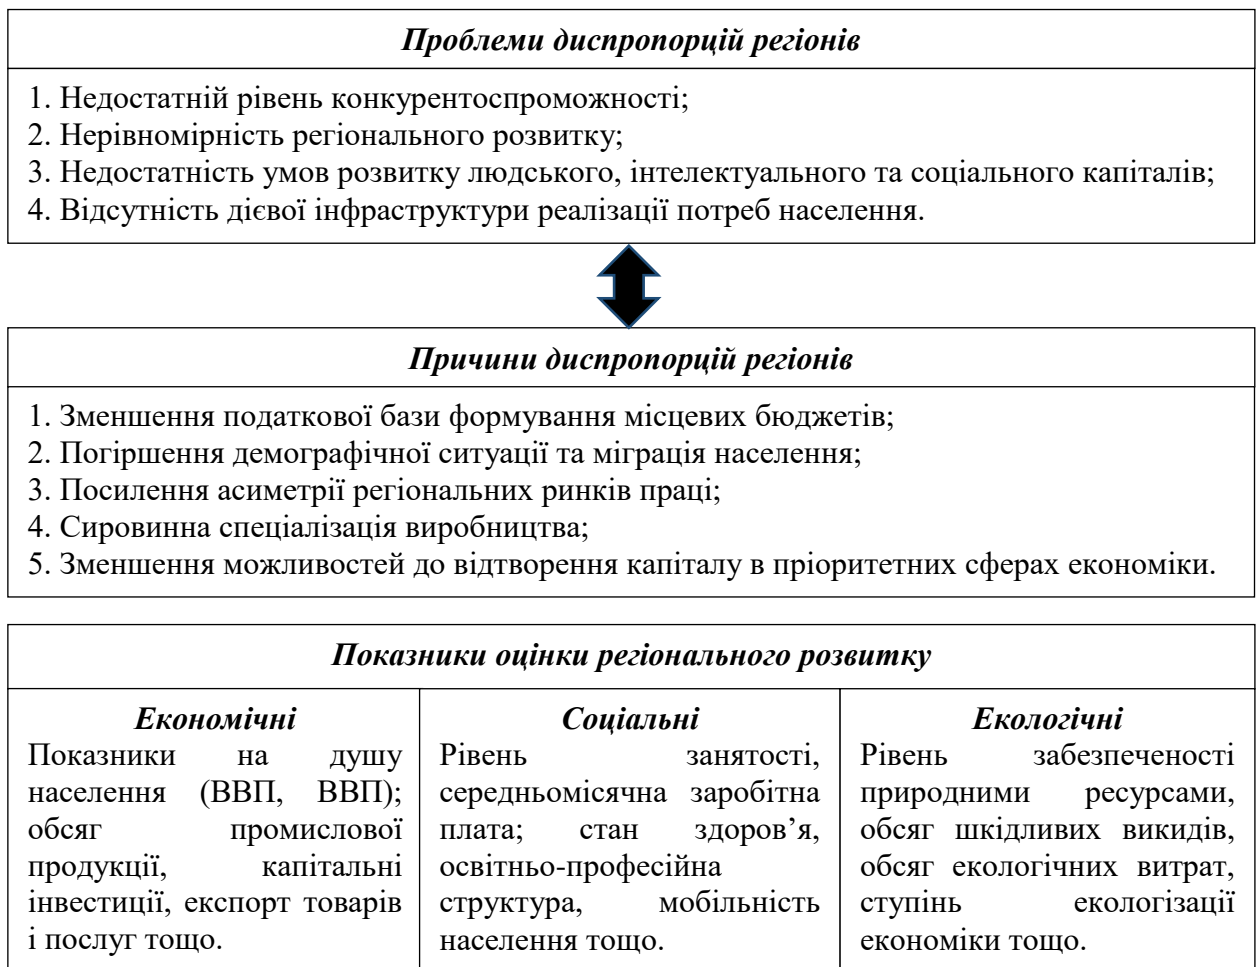 Проблеми диспропорцій регіонів
1. Недостатній рівень конкурентоспроможності;
2. Нерівномірність регіонального розвитку;
3. Недостатність умов розвитку людського, інтелектуального та соціального капіталів;
4. Відсутність дієвої інфраструктури реалізації потреб населення.
Причини диспропорцій регіонів
1. Зменшення податкової бази формування місцевих бюджетів;
2. Погіршення демографічної ситуації та міграція населення;
3. Посилення асиметрії регіональних ринків праці;
4. Сировинна спеціалізація виробництва;
5. Зменшення можливостей до відтворення капіталу в пріоритетних сферах економіки.
Показники оцінки регіонального розвитку
Економічні
Показники на душу
населення (ВВП, ВВП);
обсяг промислової
продукції, капітальні
інвестиції, експорт товарів
і послуг тощо.
Соціальні
Рівень занятості,
середньомісячна заробітна
плата; стан здоров’я,
освітньо-професійна
структура, мобільність
населення тощо.
Екологічні
Рівень забезпеченості
природними ресурсами,
обсяг шкідливих викидів,
обсяг екологічних витрат,
ступінь екологізації
економіки тощо.